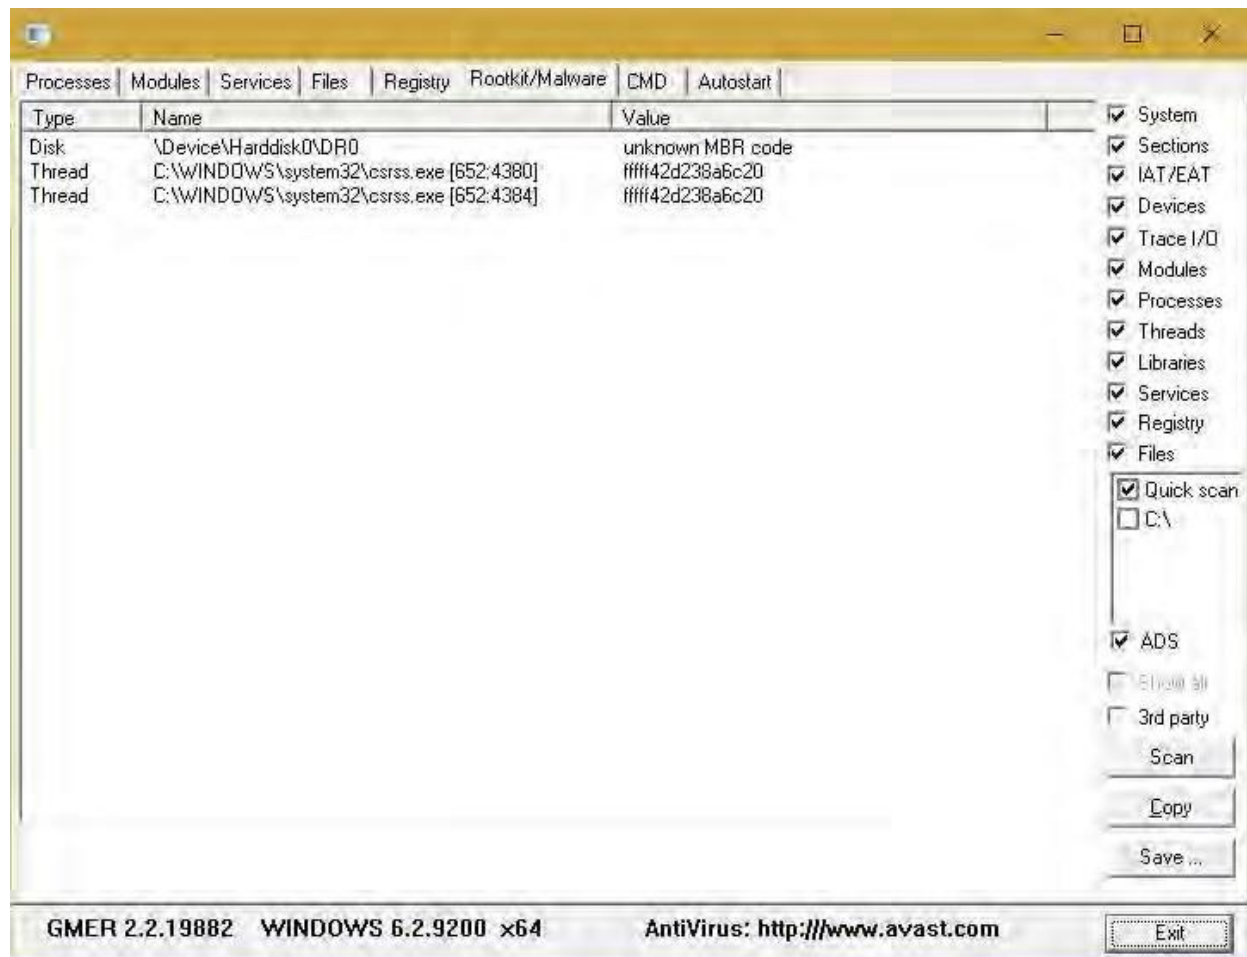 Processes Modules Services Files Registry Rootkit/Malware CMD Autostart
Type Name Value
Disk \Device\Harddisk0\DR0 unknown MBR code
Thread C:\WINDOWS\system32\csrss.exe [652:4380] fffff42d238a6c20
Thread C:\WINDOWS\system32\csrss.exe [652:4384] fffff42d238a6c20
System
Sections
IAT/EAT
Devices
Trace I/O
Modules
Processes
Threads
Libraries
Services
Registry
Files
Quick scan
C:\
ADS
Show all
3rd party
Scan
Copy
Save ...
GMER 2.2.19882 WINDOWS 6.2.9200 x64 AntiVirus: http:///www.avast.com
Exit